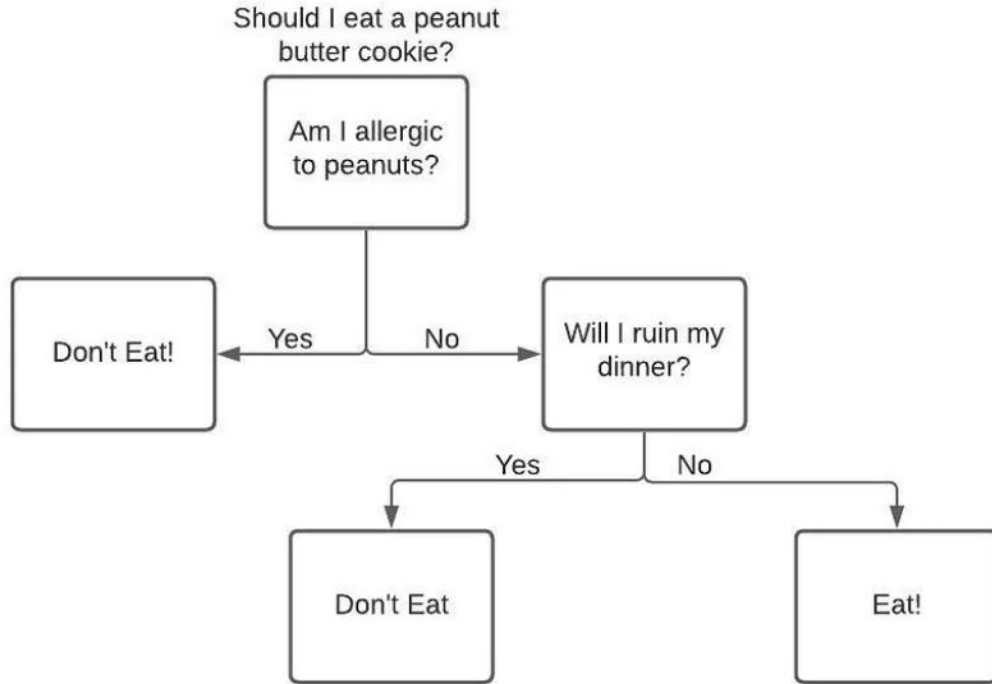 Should I eat a peanut
butter cookie?
Am I allergic
to peanuts?
Don't Eat!
Yes
No
Will I ruin my
dinner?
Yes
No
Don't Eat
Eat!